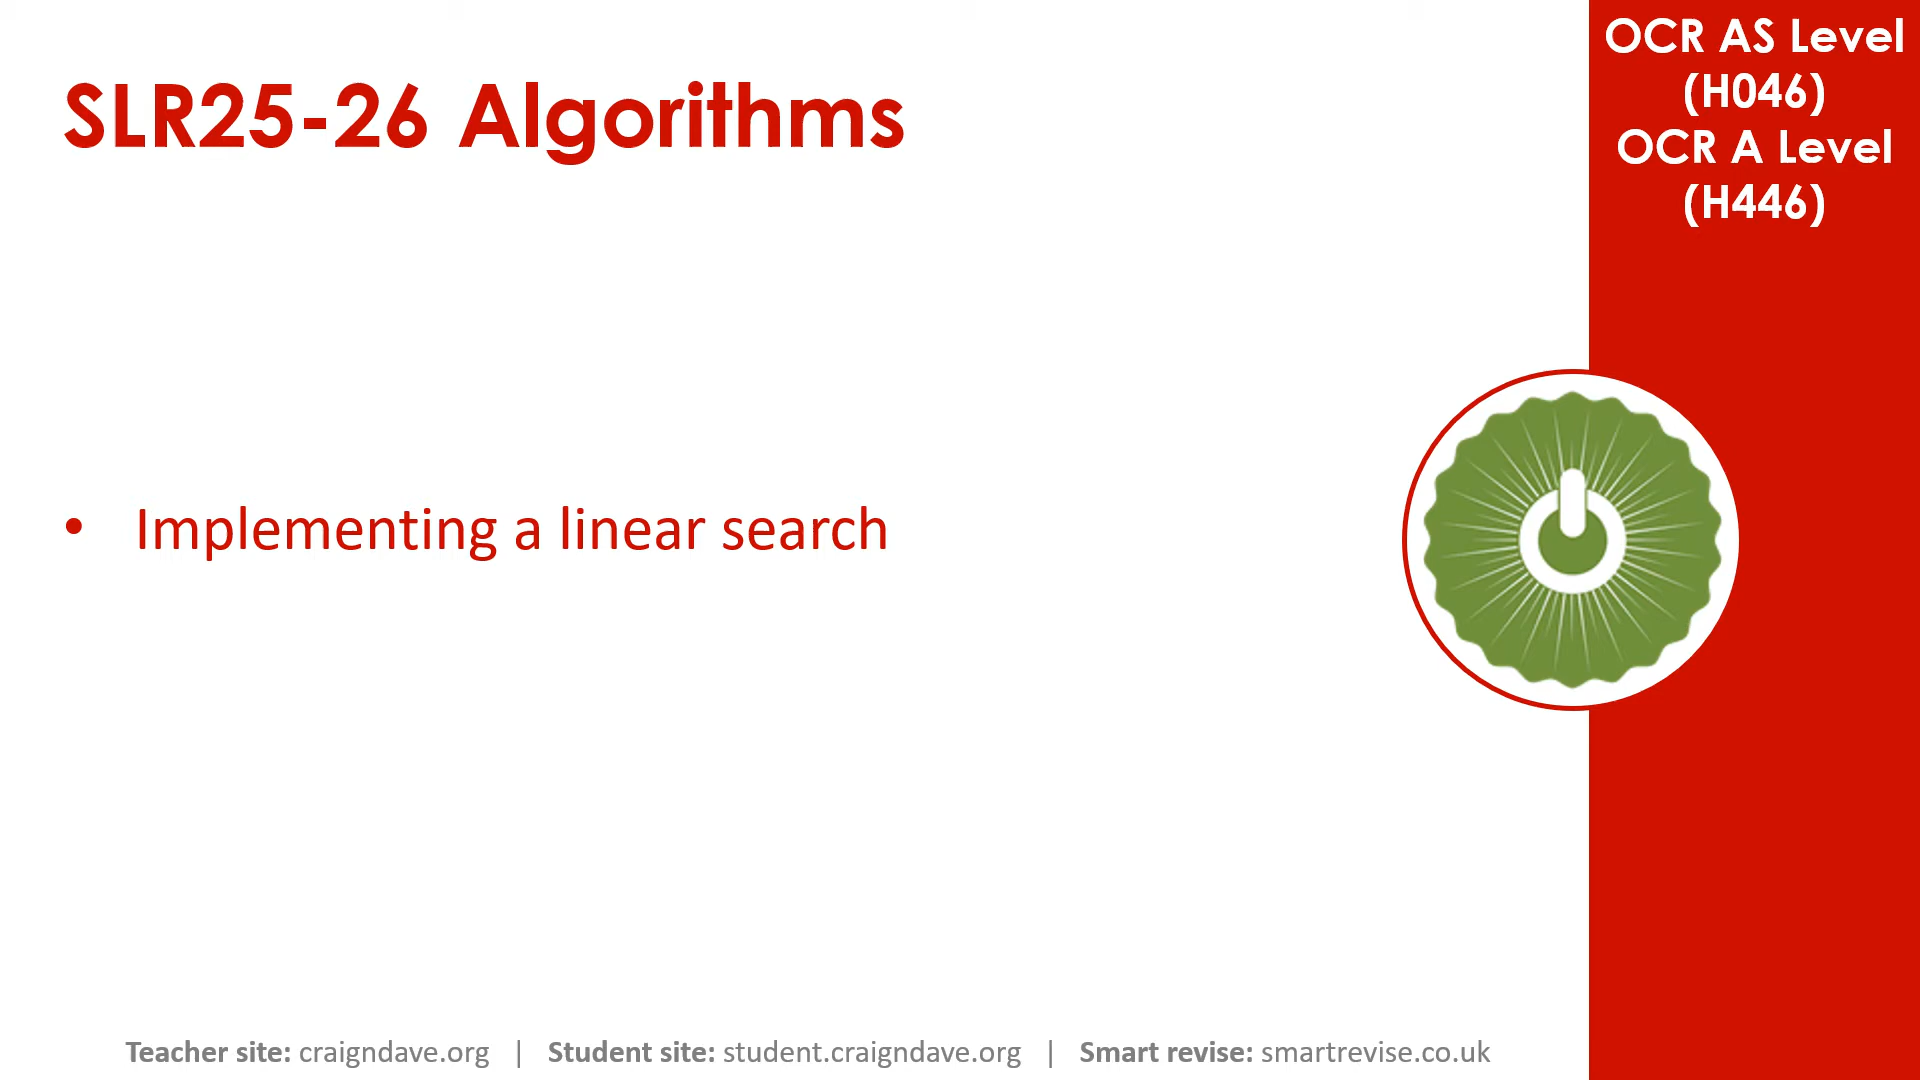 SLR25-26 Algorithms
OCR AS Level
(H046)
OCR A Level
(H446)
• Implementing a linear search
Teacher site: craigndave.org | Student site: student.craigndave.org | Smart revise: smartrevise.co.uk